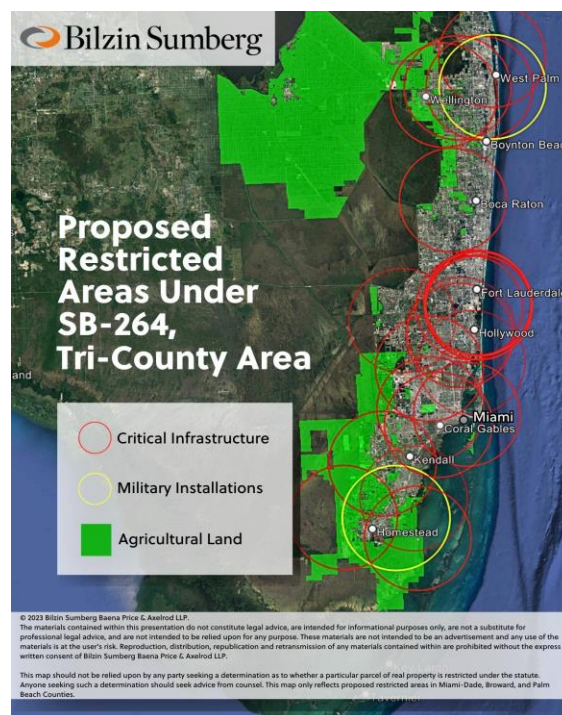 Bilzin Sumberg
West Palm
Wellington
Boynton Beac
Boca Raton
Proposed
Restricted
Areas Under
SB-264,
Tri-County Area
Fort Lauderdale
Hollywood
and
Critical Infrastructure
Military Installations
Agricultural Land
Miami
Coral Gables
Kendall
Homestead
© 2023 Bilzin Sumberg Baena Price & Axelrod LLP.
The materials contained within this presentation do not constitute legal advice, are intended for informational purposes only, are not a substitute for
professional legal advice, and are not intended to be relied upon for any purpose. These materials are not intended to be an advertisement and any use of the
materials is at the user's risk. Reproduction, distribution, republication and retransmission of any materials contained within are prohibited without the express
written consent of Bilzin Sumberg Baena Price & Axelrod LLP.
This map should not be relied upon by any party seeking a determination as to whether a particular parcel of real property is restricted under the statute.
Anyone seeking such a determination should seek advice from counsel. This map only reflects proposed restricted areas in Miami-Dade, Broward, and Palm
Beach Counties.
Key Largo
Tavernier